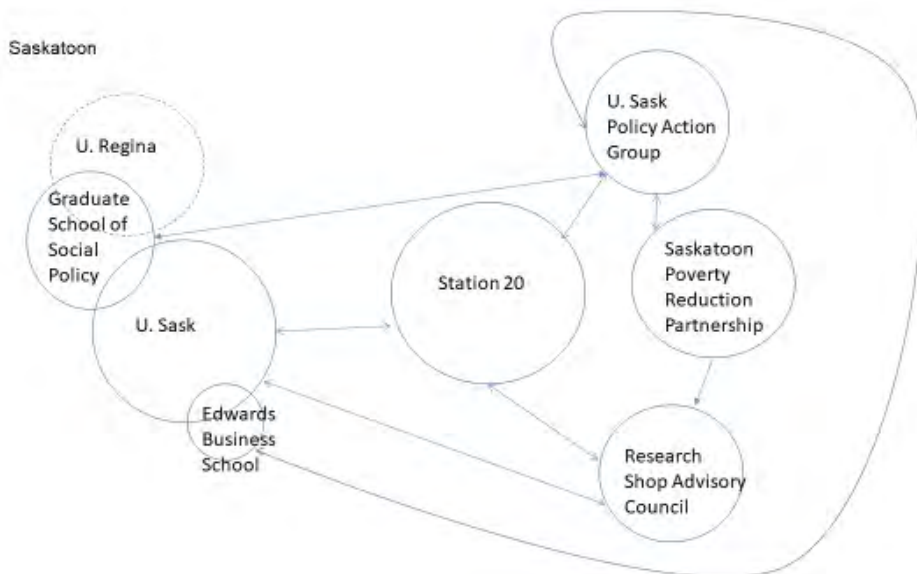 Saskatoon
U. Regina
Graduate
School of
Social
Policy
U. Sask
Edwards
Business
School
Station 20
U. Sask
Policy Action
Group
Saskatoon
Poverty
Reduction
Partnership
Research
Shop Advisory
Council